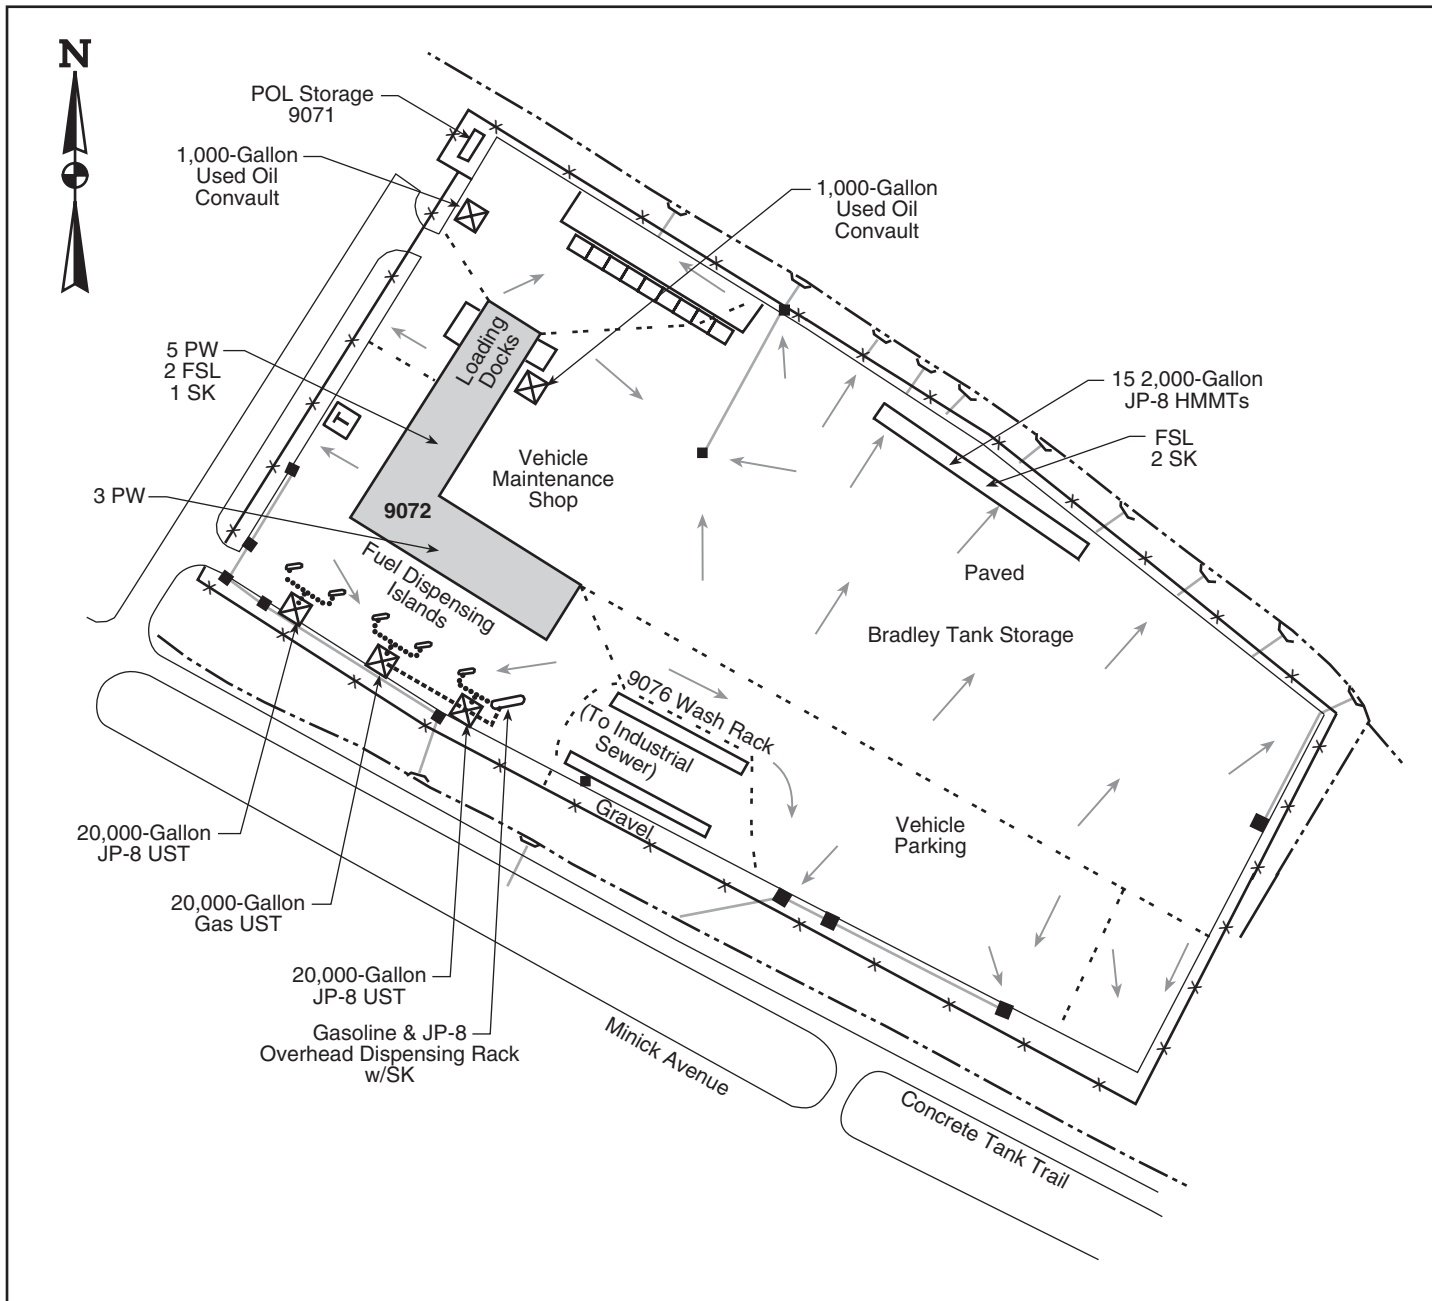 N
POL Storage
9071
1,000-Gallon
Used Oil
Convault
1,000-Gallon
Used Oil
Convault
Loading
Docks
5 PW
2 FSL
1 SK
15 2,000-Gallon
JP-8 HMMTs
FSL
2 SK
T
Vehicle
Maintenance
Shop
3 PW
9072
Fuel Dispensing
Islands
Paved
Bradley Tank Storage
9076 Wash Rack
(To Industrial
Sewer)
Gravel
Vehicle
Parking
20,000-Gallon
JP-8 UST
20,000-Gallon
Gas UST
20,000-Gallon
JP-8 UST
Gasoline & JP-8
Overhead Dispensing Rack
w/SK
Minick Avenue
Concrete Tank Trail